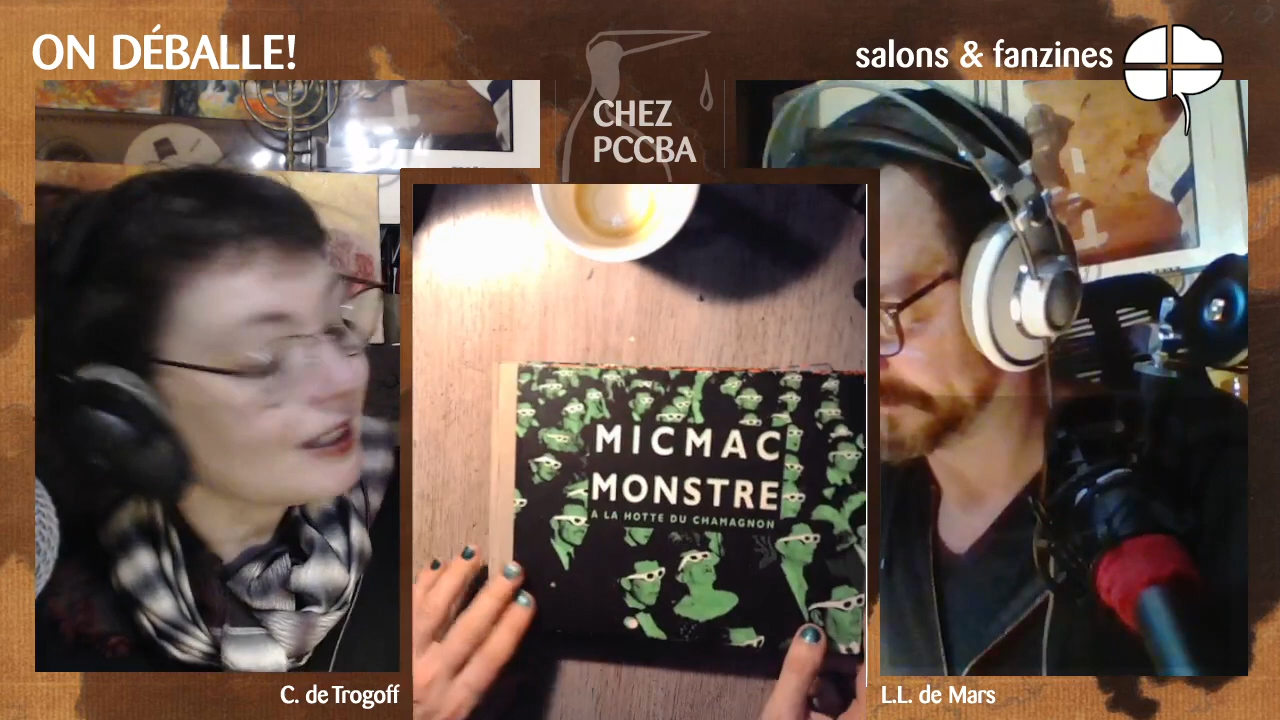 ON DÉBALLE!
salons & fanzines
CHEZ
PCCBA
MICMAC
MONSTRE
A LA HOTTE DU CHAMAGNON
C. de Trogoff
L.L. de Mars